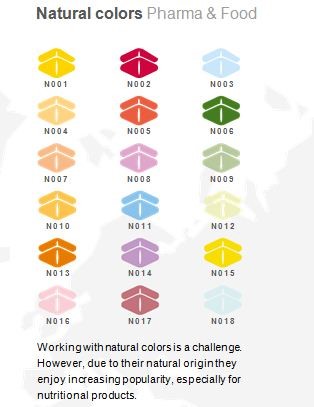 Natural colors Pharma & Food
N001 N002 N003
N004 N005 N006
N007 N008 N009
N010 N011 N012
N013 N014 N015
N016 N017 N018
Working with natural colors is a challenge.
However, due to their natural origin they
enjoy increasing popularity, especially for
nutritional products.